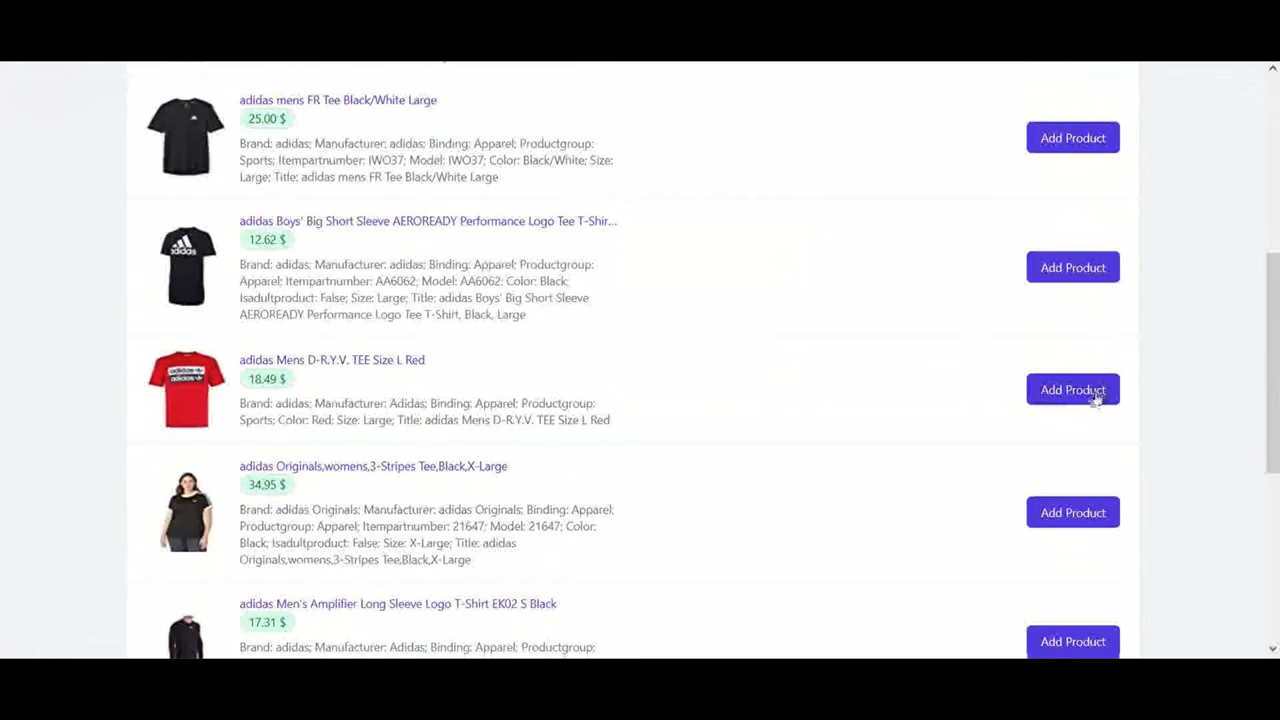 adidas mens FR Tee Black/White Large
25.00 $
Brand: adidas; Manufacturer: adidas; Binding: Apparel; Productgroup:
Sports; Itempartnumber: IWO37; Model: IWO37; Color: Black/White; Size:
Large; Title: adidas mens FR Tee Black/White Large
Add Product
adidas Boys' Big Short Sleeve AEROREADY Performance Logo Tee T-Shir...
12.62 $
Brand: adidas; Manufacturer: adidas; Binding: Apparel; Productgroup:
Apparel; Itempartnumber: AA6062; Model: AA6062; Color: Black;
Isadultproduct: False; Size: Large; Title: adidas Boys' Big Short Sleeve
AEROREADY Performance Logo Tee T-Shirt, Black, Large
Add Product
adidas
adidas Mens D-R.Y.V. TEE Size L Red
18.49 $
Brand: adidas; Manufacturer: Adidas; Binding: Apparel; Productgroup:
Sports; Color: Red; Size: Large; Title: adidas Mens D-R.Y.V. TEE Size L Red
Add Product
adidas
adidas
adidas Originals,womens,3-Stripes Tee,Black,X-Large
34.95 $
Brand: adidas Originals; Manufacturer: adidas Originals; Binding: Apparel;
Productgroup: Apparel; Itempartnumber: 21647; Model: 21647; Color:
Black; Isadultproduct: False; Size: X-Large; Title: adidas
Originals,womens,3-Stripes Tee,Black,X-Large
Add Product
adidas Men's Amplifier Long Sleeve Logo T-Shirt EK02 S Black
17.31 $
Brand: adidas; Manufacturer: Adidas; Binding: Apparel; Productgroup:
Add Product